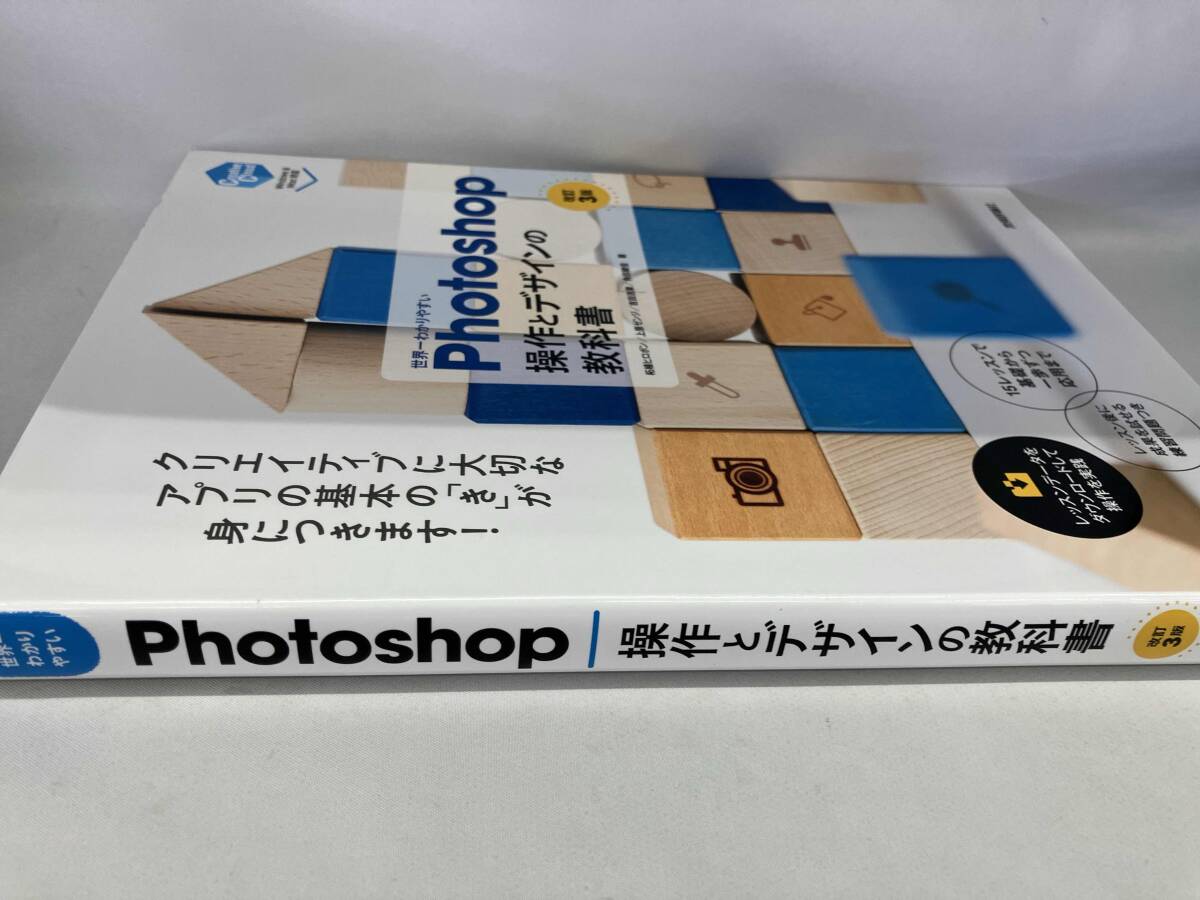 Creative
Cloud
世界一わかりやすい
Photoshop
操作とデザインの
教科書
改訂
3版
クリエイティブに大切な
アプリの基本の「き」が
身につきます!
15レッスンで
基礎から
一歩ずつ
応用まで
レッスン後に
成果を試せる
練習問題つき
レッスンデータを
ダウンロードして
操作を実践
世界一
わかり
やすい
Photoshop
操作とデザインの教科書
改訂
3版